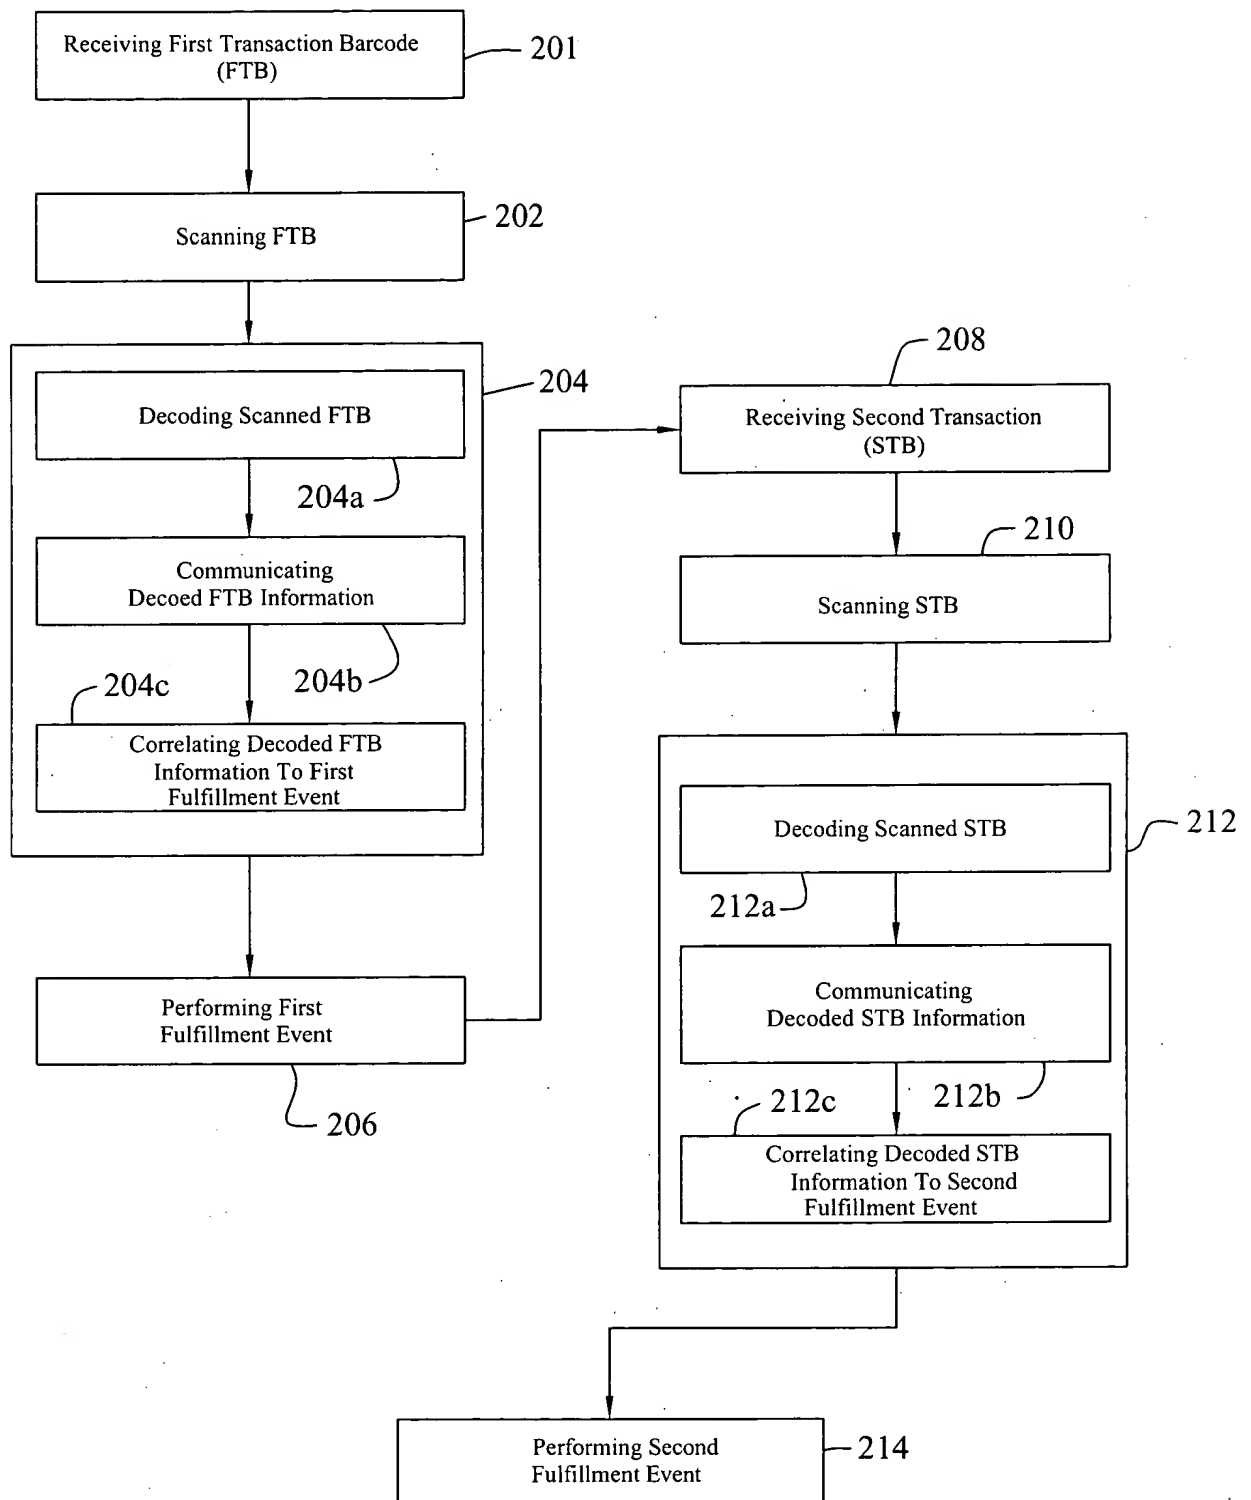 Receiving First Transaction Barcode
(FTB)
201
Scanning FTB
202
204
Decoding Scanned FTB
204a
Communicating
Decoed FTB Information
204b
204c
Correlating Decoded FTB
Information To First
Fulfillment Event
Performing First
Fulfillment Event
206
208
Receiving Second Transaction
(STB)
210
Scanning STB
212
Decoding Scanned STB
212a
Communicating
Decoded STB Information
212b
212c
Correlating Decoded STB
Information To Second
Fulfillment Event
Performing Second
Fulfillment Event
214